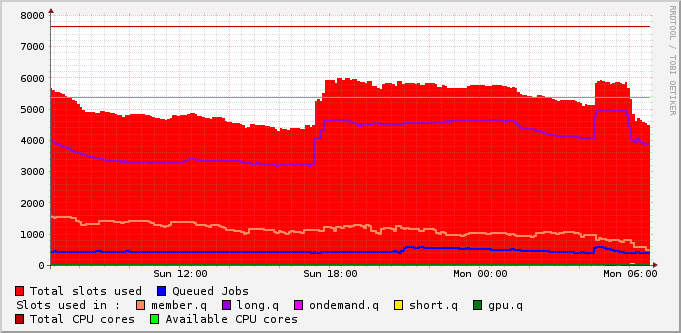 8000
7000
6000
5000
4000
3000
2000
1000
0
Sun 12:00 Sun 18:00 Mon 00:00 Mon 06:00
RRDTOOL / TOBI OETIKER
Total slots used Queued Jobs
Slots used in : member.q long.q ondemand.q short.q gpu.q
Total CPU cores Available CPU cores